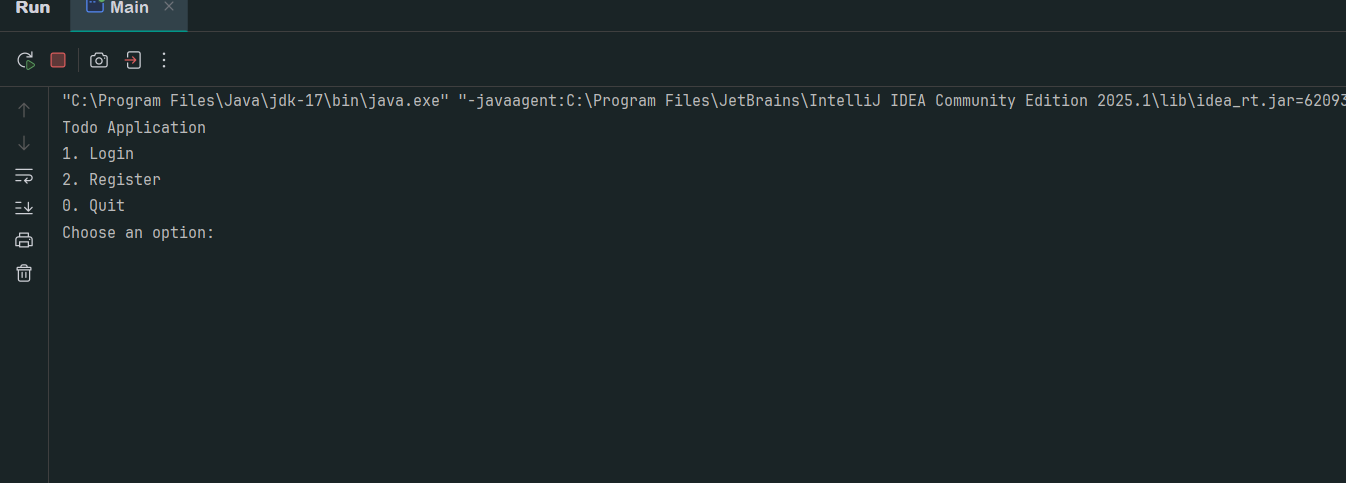 Run Main
"C:\Program Files\Java\jdk-17\bin\java.exe" "-javaagent:C:\Program Files\JetBrains\IntelliJ IDEA Community Edition 2025.1\lib\idea_rt.jar=62093
Todo Application
1. Login
2. Register
0. Quit
Choose an option: